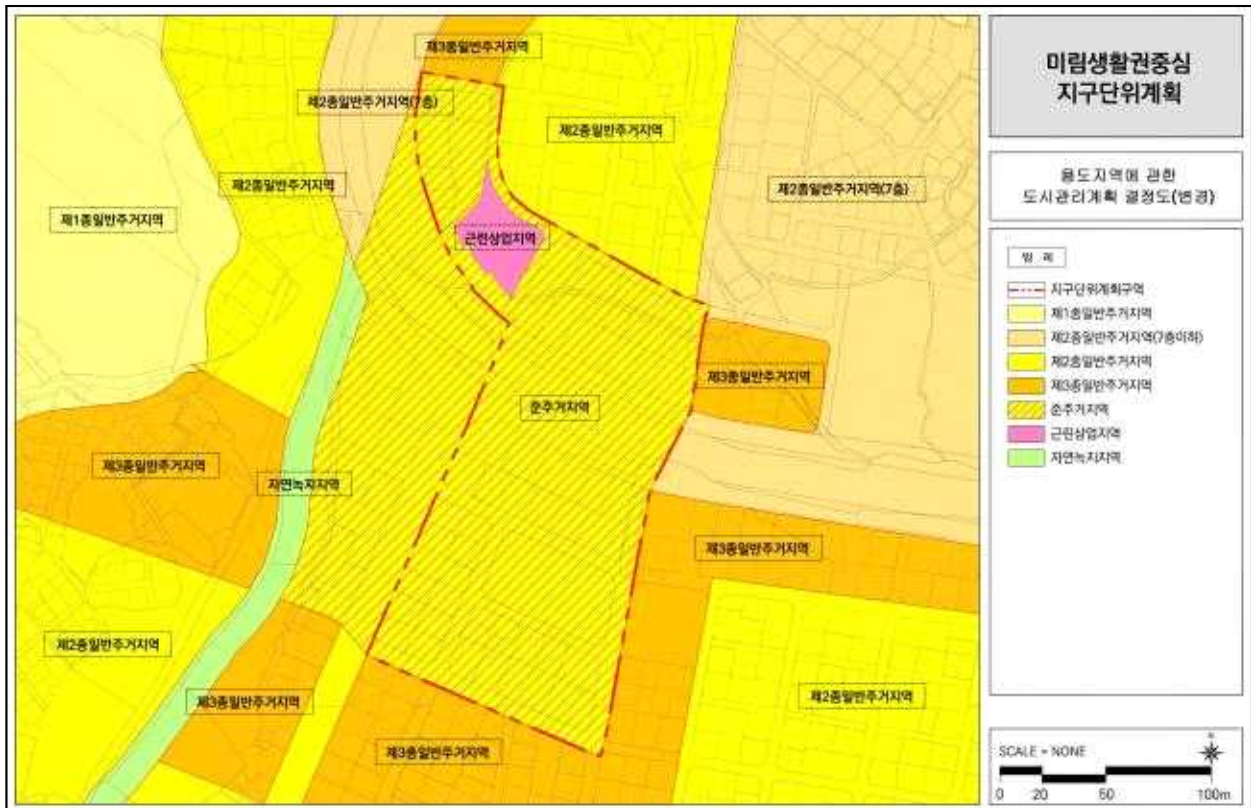 미림생활권중심
지구단위계획
용도지역에 관한
도시관리계획 결정도(변경)
범 례
지구단위계획구역
제1종일반주거지역
제2종일반주거지역(7층이하)
제2종일반주거지역
제3종일반주거지역
준주거지역
근린상업지역
자연녹지지역
SCALE = NONE
N
0 20 50 100m
제3종일반주거지역
제2종일반주거지역(7층)
제2종일반주거지역
제2종일반주거지역
제2종일반주거지역(7층)
제1종일반주거지역
근린상업지역
제3종일반주거지역
준주거지역
제3종일반주거지역
자연녹지지역
제3종일반주거지역
제2종일반주거지역
제3종일반주거지역
제2종일반주거지역
제3종일반주거지역